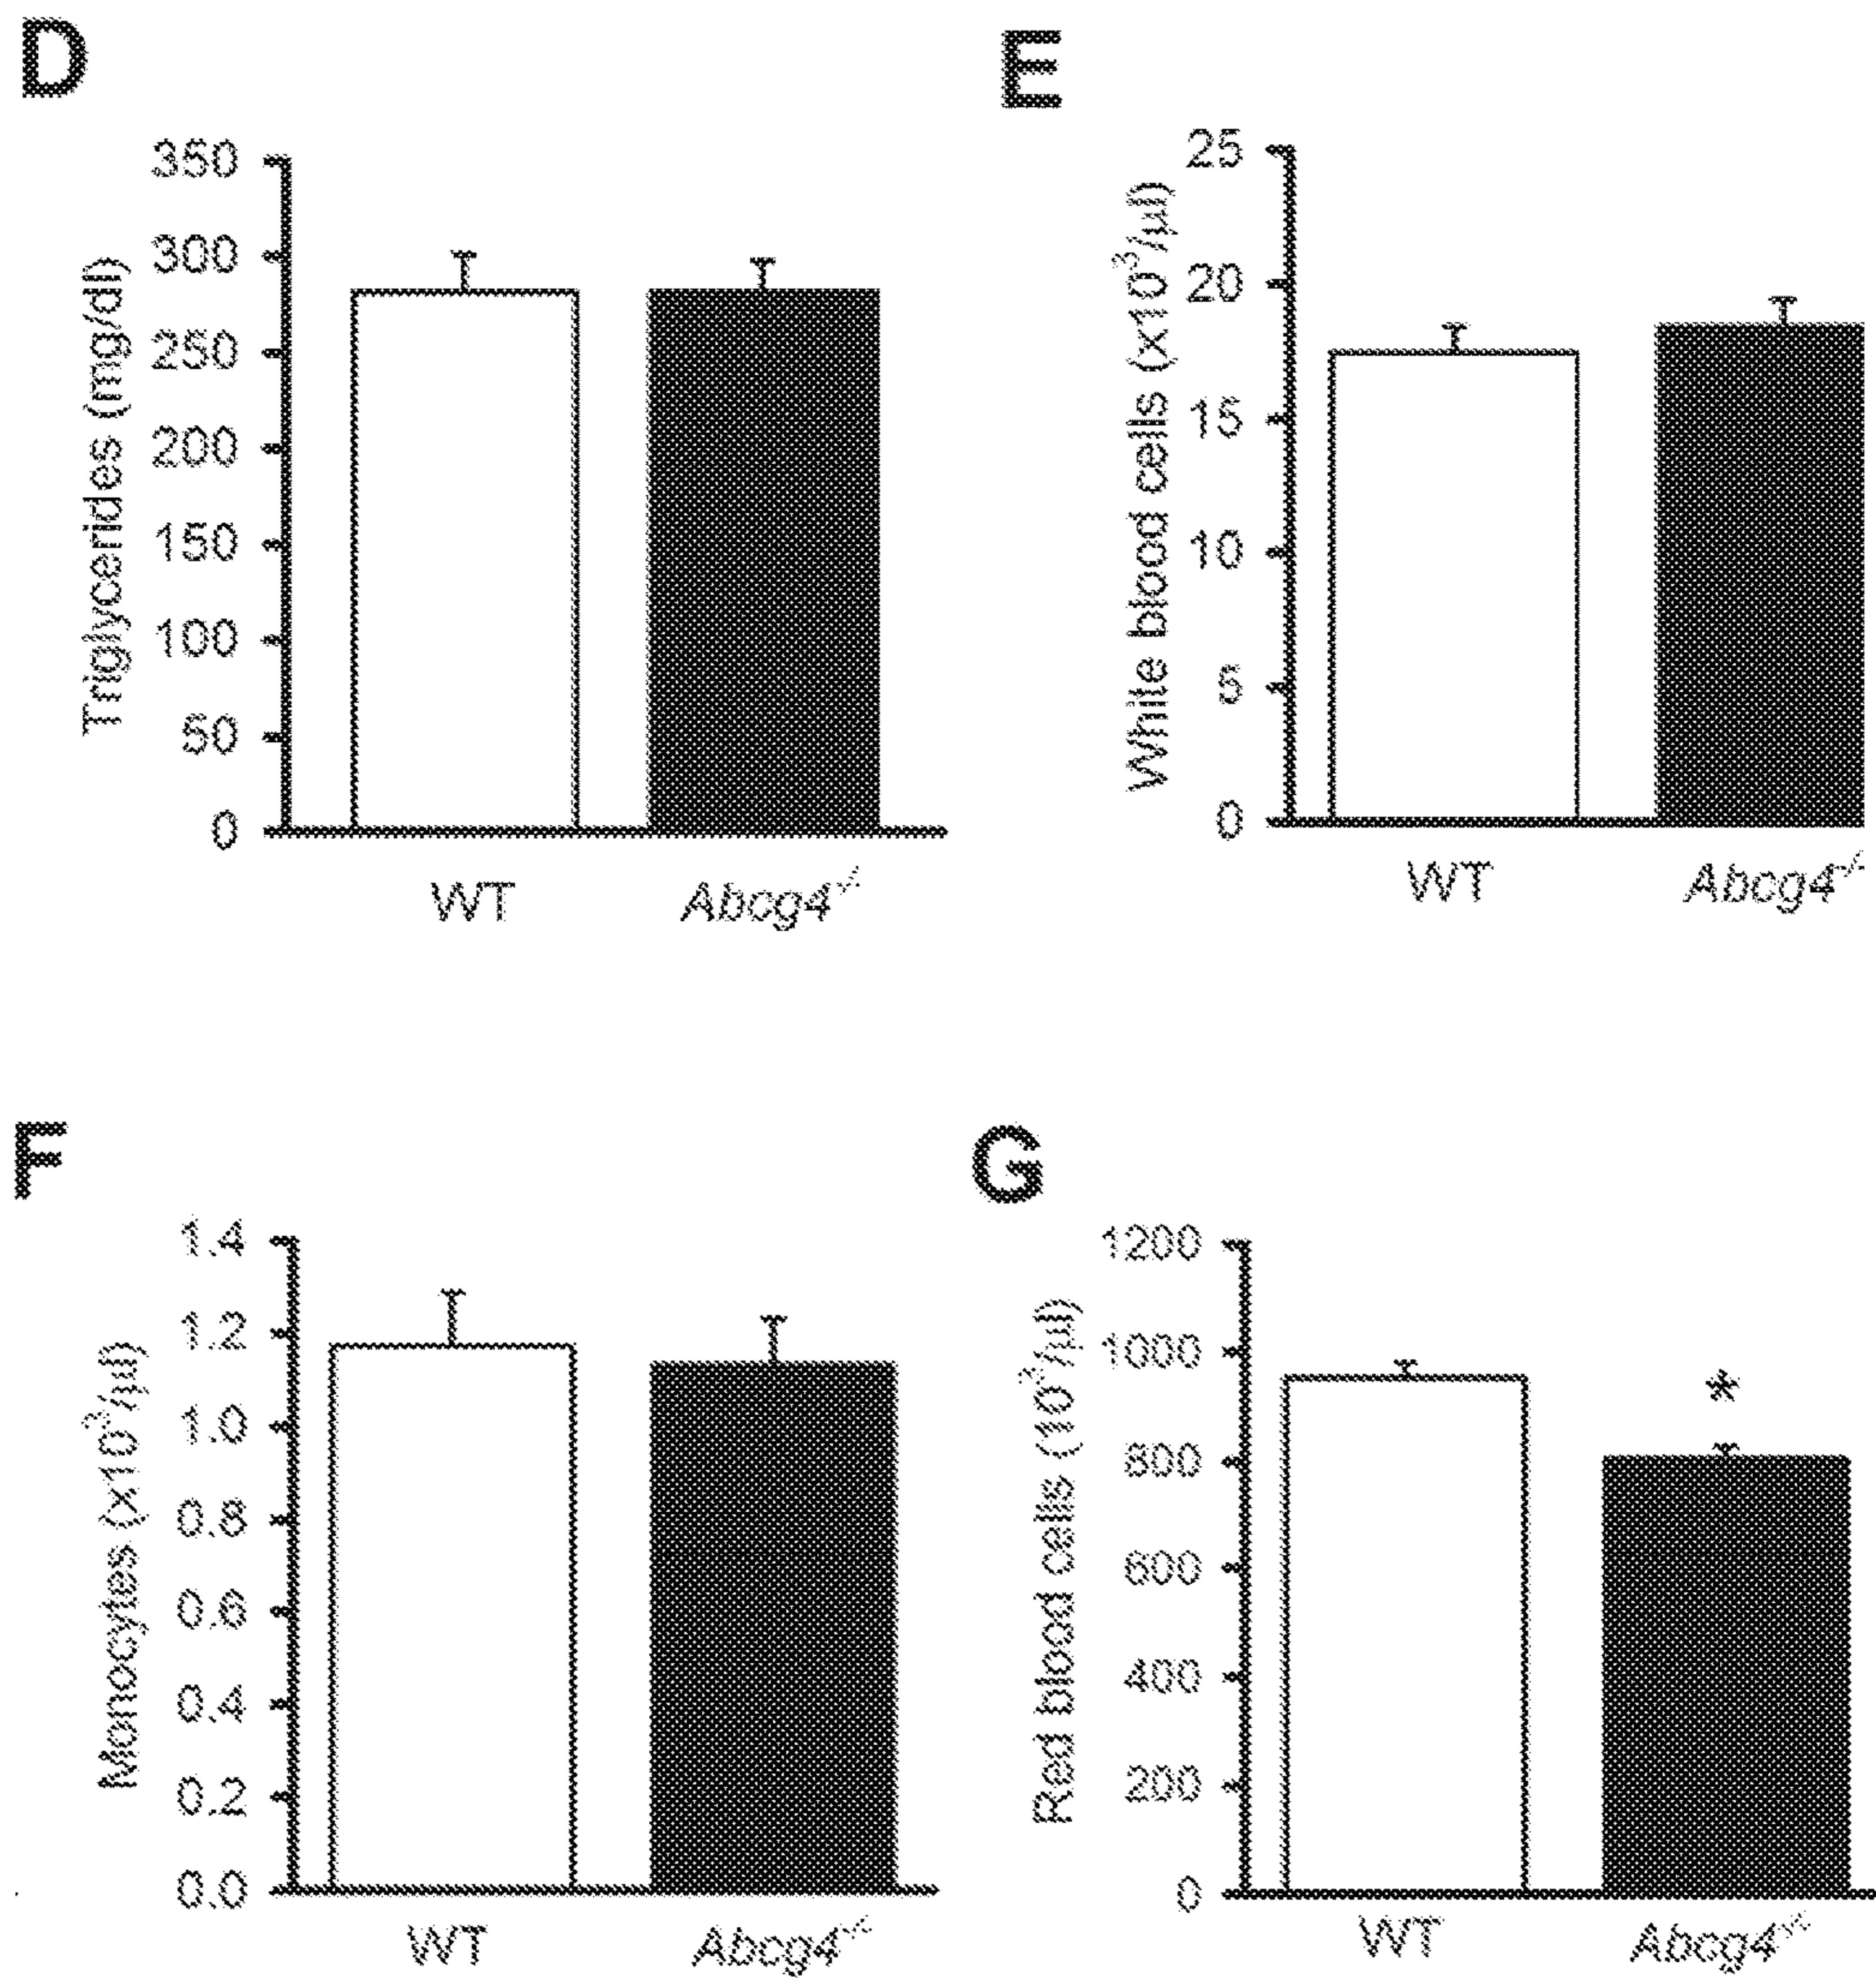 D
Triglycerides (mg/dl)
350
300
250
200
150
100
50
0
WT
Abcg4-/-
E
White blood cells (x10³/µl)
25
20
15
10
5
0
WT
Abcg4-/-
F
Monocytes (x10³/µl)
1.4
1.2
1.0
0.8
0.6
0.4
0.2
0.0
WT
Abcg4-/-
G
Red blood cells (10³/µl)
1200
1000
800
600
400
200
0
*
WT
Abcg4-/-